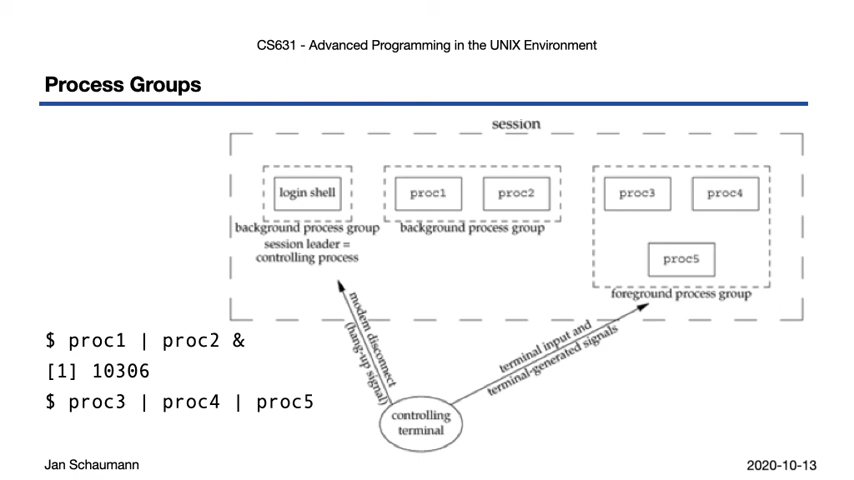 CS631 - Advanced Programming in the UNIX Environment
Process Groups
session
login shell
proc1
proc2
proc3
proc4
proc5
background process group
session leader =
controlling process
background process group
foreground process group
modem disconnect
(hang-up signal)
terminal input and
terminal-generated signals
controlling
terminal
$ proc1 | proc2 &
[1] 10306
$ proc3 | proc4 | proc5
Jan Schaumann
2020-10-13